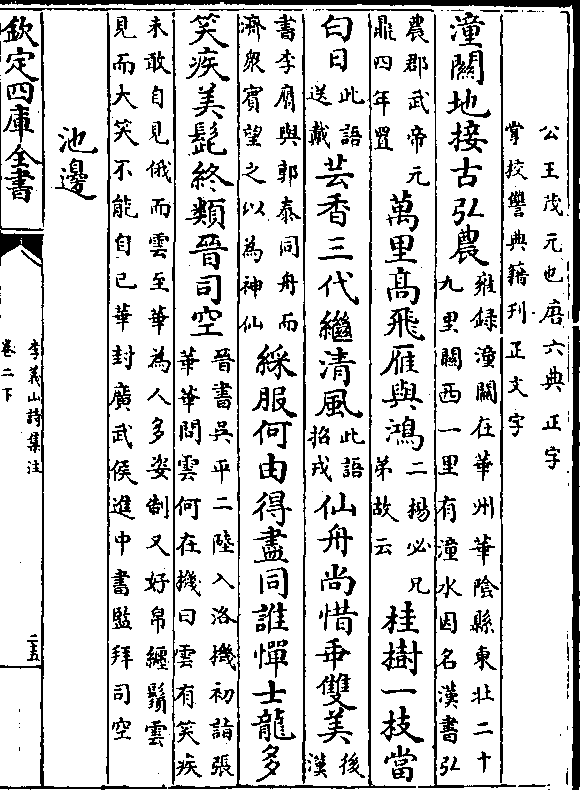 公王茂元也唐六典正字
掌校讐典籍刋正文字
潼關地接古弘農雍録潼關在華州華隂縣東北二十
九里關西一里有潼水因名漢書弘
農郡武帝元
鼎四年置萬里髙飛雁與鴻二楊必兄
弟故云桂樹一枝當
白日此語
送戴芸香三代繼清風此語
招戎仙舟尚惜乖雙美後
漢
書李膺與郭泰同舟而
濟衆賓望之以為神仙綵服何由得盡同誰憚士龍多
笑疾美髭終類晉司空晉書吴平二陸入洛機初詣張
華華問雲何在機曰雲有笑疾
未敢自見俄而雲至華為人多姿制又好帛纏鬚雲
見而大笑不能自已華封廣武侯進中書監拜司空
池邊
欽定四庫全書
李義山詩集注
卷二下
二五